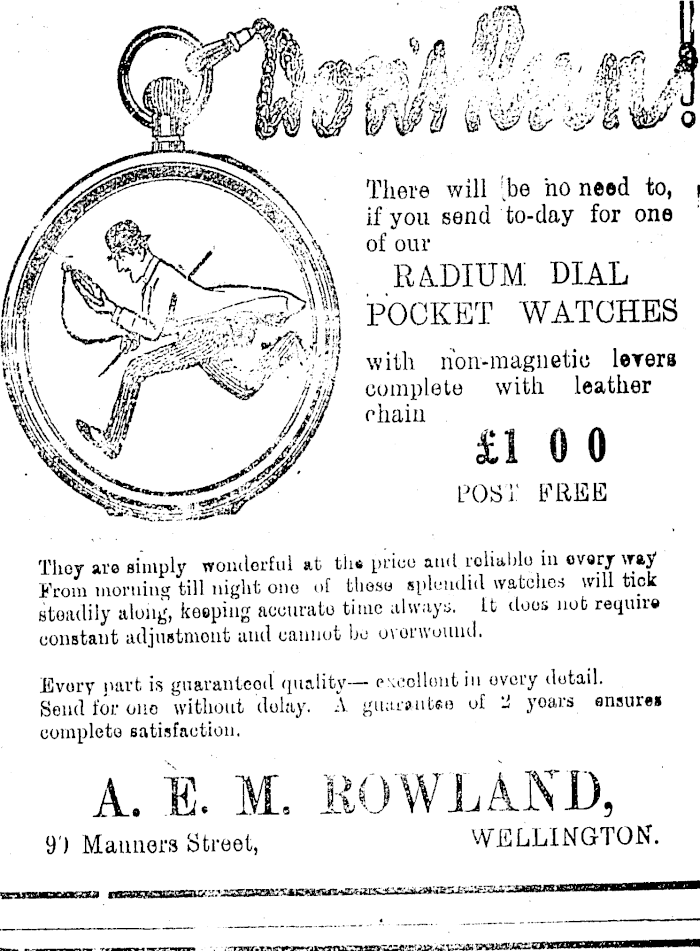 Don't Run!
There will be no need to,
if you send to-day for one
of our
RADIUM DIAL
POCKET WATCHES
with non-magnetic levers
complete with leather
chain
£1 0 0
POST FREE
They are simply wonderful at the price and reliable in every way
From morning till night one of these splendid watches will tick
steadily along, keeping accurate time always. It does not require
constant adjustment and cannot be overwound.
Every part is guaranteed quality— excellent in every detail.
Send for one without delay. A guarantee of 2 years ensures
complete satisfaction.
A. E. M. ROWLAND,
Manners Street,
WELLINGTON.